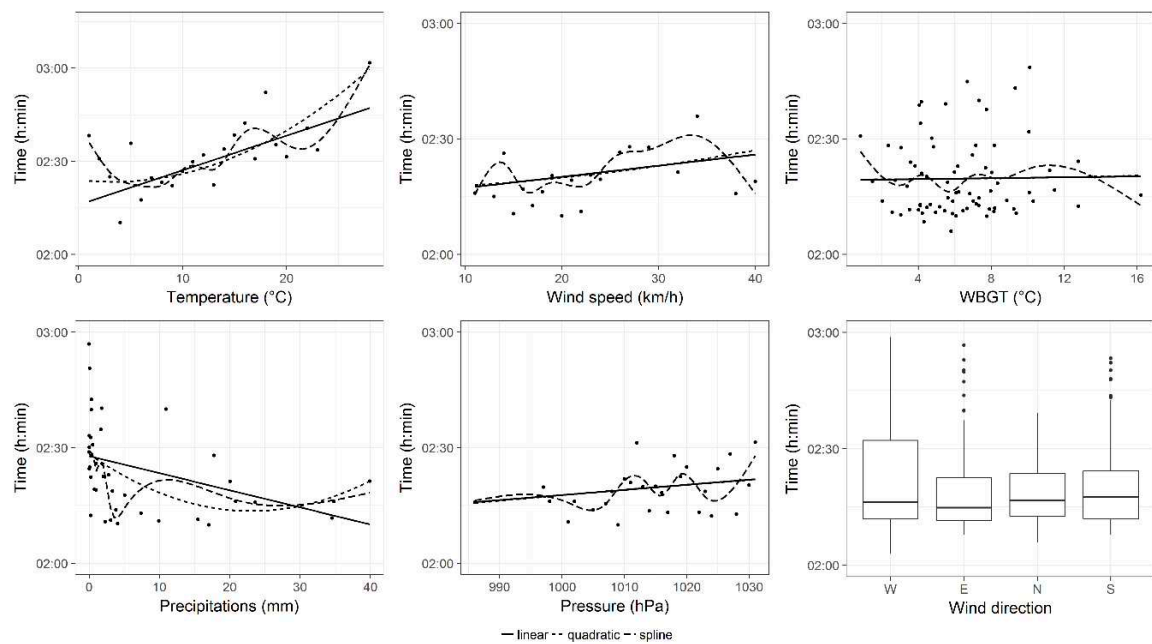 Time (h:min)
03:00
02:30
02:00
0 10 20
Temperature (°C)
Time (h:min)
03:00
02:30
02:00
10 20 30 40
Wind speed (km/h)
Time (h:min)
03:00
02:30
02:00
4 8 12 16
WBGT (°C)
Time (h:min)
03:00
02:30
02:00
0 10 20 30 40
Precipitations (mm)
Time (h:min)
03:00
02:30
02:00
990 1000 1010 1020 1030
Pressure (hPa)
Time (h:min)
03:00
02:30
02:00
W E N S
Wind direction
linear quadratic spline